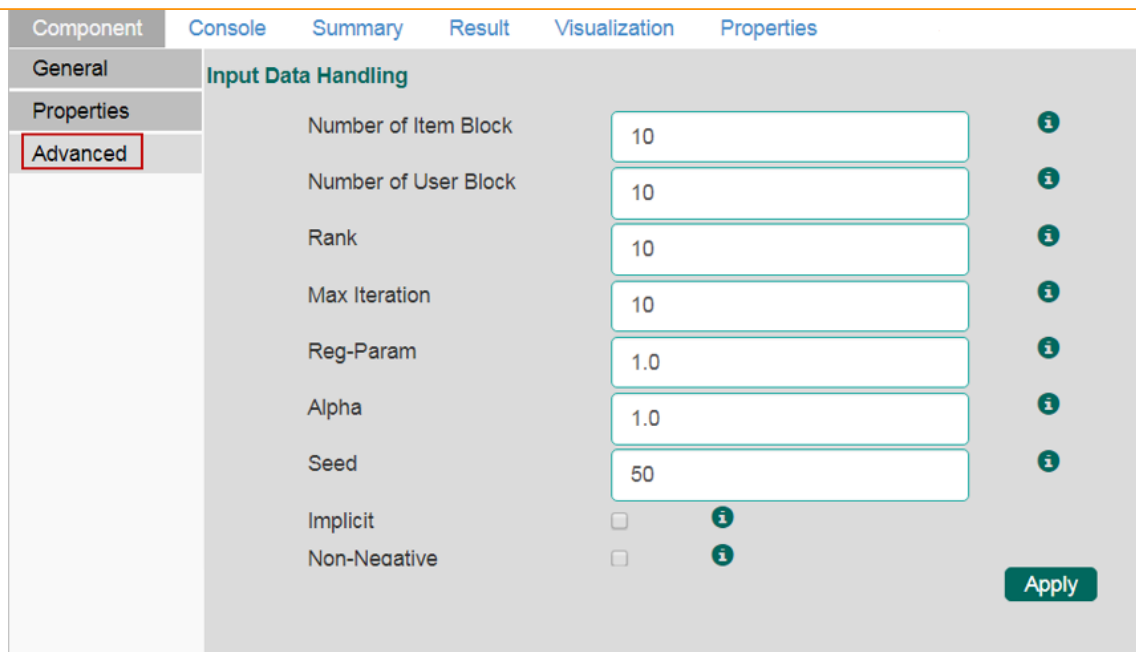 Component Console Summary Result Visualization Properties
General
Properties
Advanced
Input Data Handling
Number of Item Block 10
Number of User Block 10
Rank 10
Max Iteration 10
Reg-Param 1.0
Alpha 1.0
Seed 50
Implicit
Non-Negative
Apply